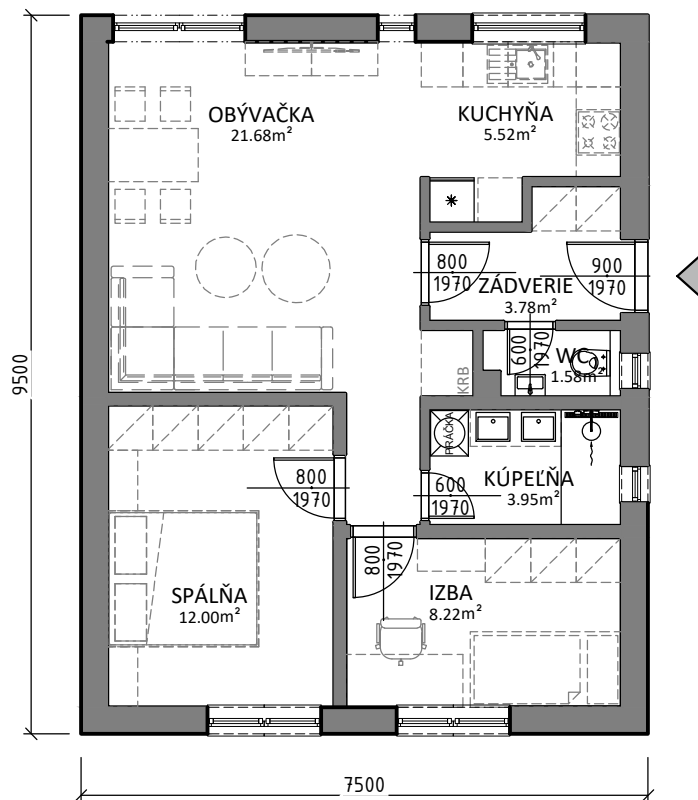 OBÝVAČKA
21.68m²
KUCHYŇA
5.52m²
800
1970
900
1970
ZÁDVERIE
3.78m²
600
1970
WC
1.58m²
KRB
9500
PRÁČKA
KÚPEĽŇA
3.95m²
800
1970
600
1970
800
1970
SPÁLŇA
12.00m²
IZBA
8.22m²
7500